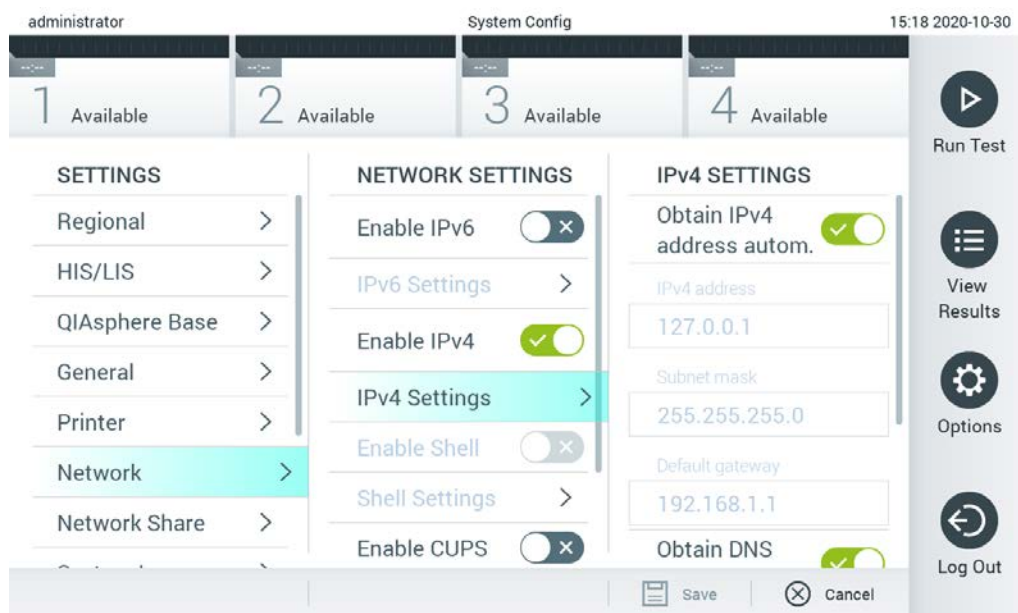 administrator
System Config
15:18 2020-10-30
--:--
1 Available
--:--
2 Available
--:--
3 Available
--:--
4 Available
Run Test
View
Results
Options
Log Out
SETTINGS
Regional
HIS/LIS
QIAsphere Base
General
Printer
Network
Network Share
NETWORK SETTINGS
Enable IPv6
IPv6 Settings
Enable IPv4
IPv4 Settings
Enable Shell
Shell Settings
Enable CUPS
IPv4 SETTINGS
Obtain IPv4
address autom.
IPv4 address
127.0.0.1
Subnet mask
255.255.255.0
Default gateway
192.168.1.1
Obtain DNS
Save
Cancel